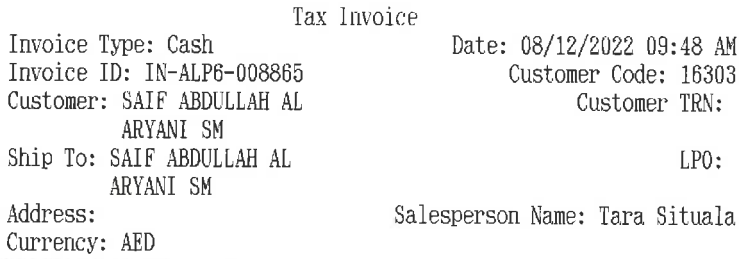 Tax Invoice
Invoice Type: Cash Date: 08/12/2022 09:48 AM
Invoice ID: IN-ALP6-008865 Customer Code: 16303
Customer: SAIF ABDULLAH AL Customer TRN:
ARYANI SM
Ship To: SAIF ABDULLAH AL LPO:
ARYANI SM
Address: Salesperson Name: Tara Situala
Currency: AED